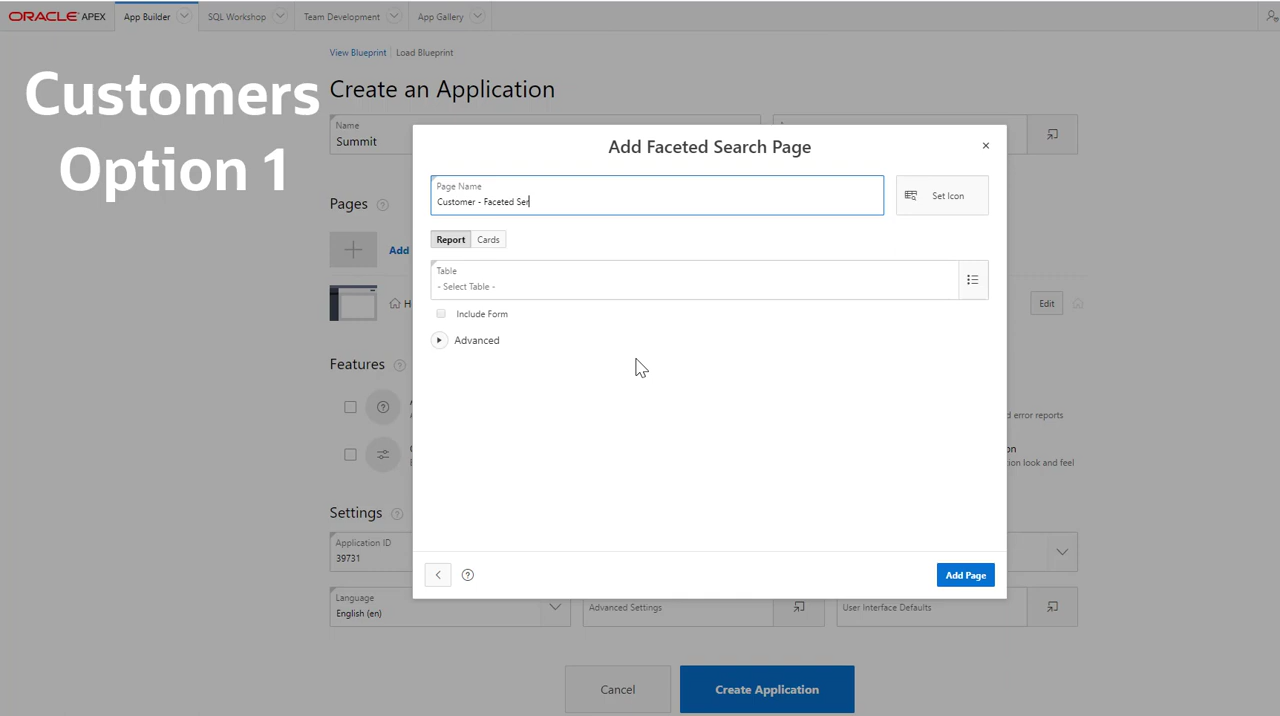 ORACLE APEX
App Builder
SQL Workshop
Team Development
App Gallery
View Blueprint
Load Blueprint
Customers
Option 1
Create an Application
Name
Summit
Add Faceted Search Page
Page Name
Customer - Faceted Ser
Set Icon
Pages
Report
Cards
Add
Table
- Select Table -
H
Edit
Include Form
Advanced
Features
d error reports
on
ion look and feel
Settings
Application ID
39731
Add Page
Language
English (en)
Advanced Settings
User Interface Defaults
Cancel
Create Application